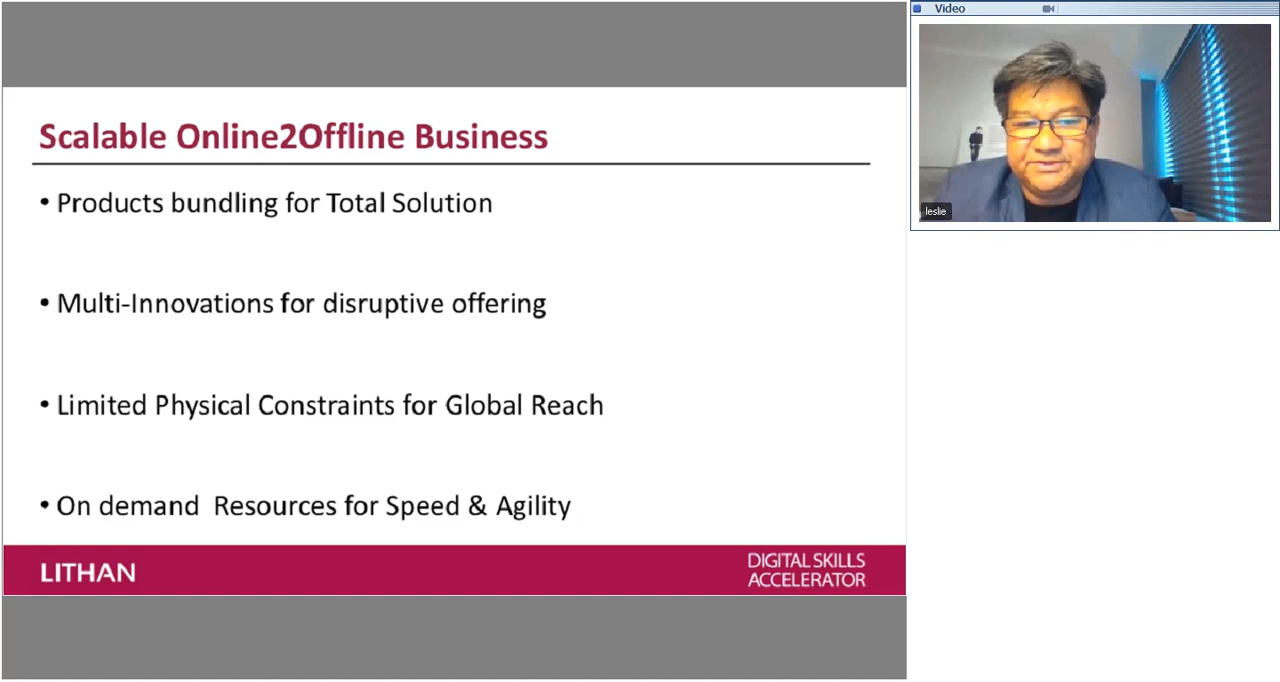 Scalable Online2Offline Business
• Products bundling for Total Solution
• Multi-Innovations for disruptive offering
• Limited Physical Constraints for Global Reach
• On demand  Resources for Speed & Agility
LITHAN
DIGITAL SKILLS
ACCELERATOR
Video
leslie